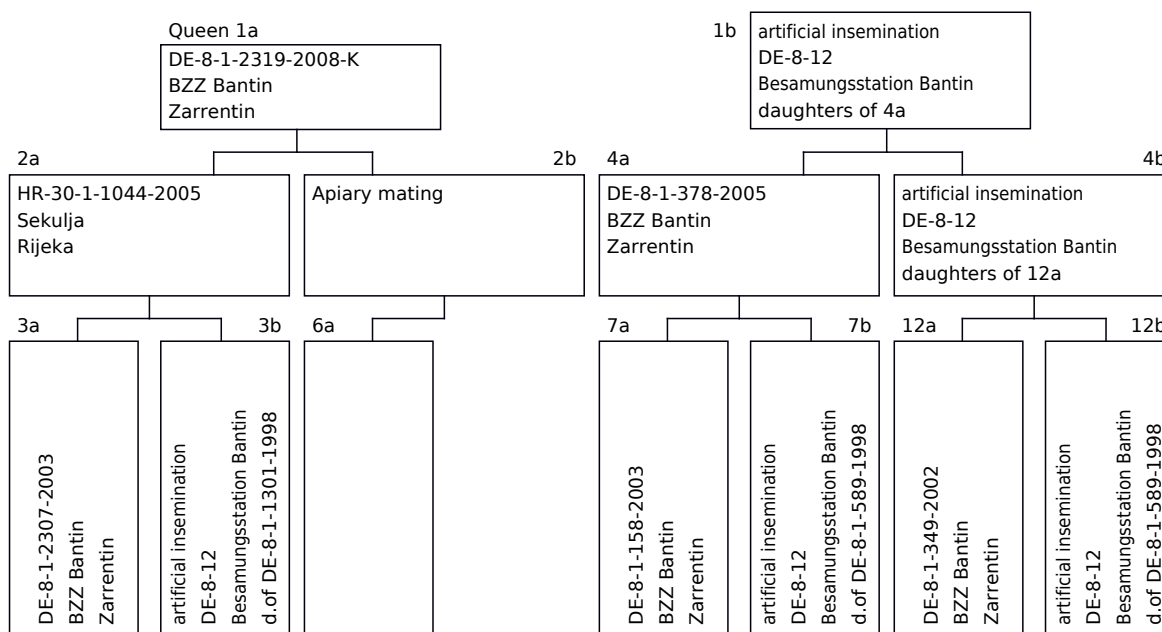 Queen 1a
DE-8-1-2319-2008-K
BZZ Bantin
Zarrentin
1b
artificial insemination
DE-8-12
Besamungsstation Bantin
daughters of 4a
2a
HR-30-1-1044-2005
Sekulja
Rijeka
2b
Apiary mating
4a
DE-8-1-378-2005
BZZ Bantin
Zarrentin
4b
artificial insemination
DE-8-12
Besamungsstation Bantin
daughters of 12a
3a
DE-8-1-2307-2003
BZZ Bantin
Zarrentin
3b
artificial insemination
DE-8-12
Besamungsstation Bantin
d.of DE-8-1-1301-1998
6a
7a
DE-8-1-158-2003
BZZ Bantin
Zarrentin
7b
artificial insemination
DE-8-12
Besamungsstation Bantin
d.of DE-8-1-589-1998
12a
DE-8-1-349-2002
BZZ Bantin
Zarrentin
12b
artificial insemination
DE-8-12
Besamungsstation Bantin
d.of DE-8-1-589-1998